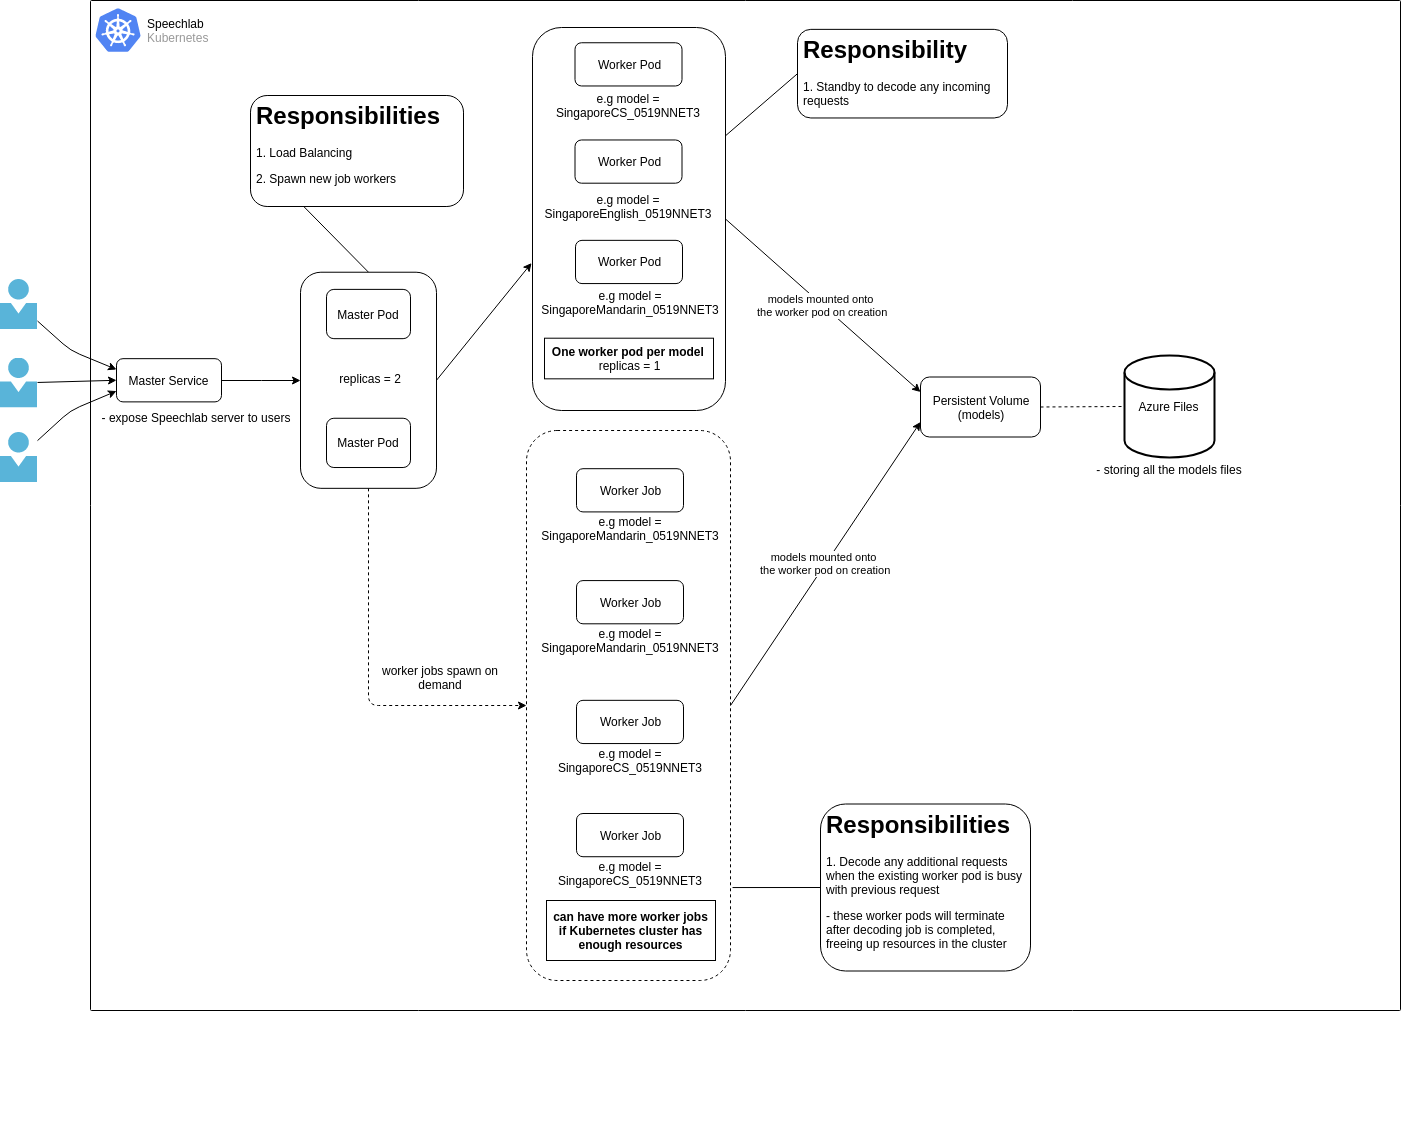 Speechlab
Kubernetes
Responsibilities
1. Load Balancing
2. Spawn new job workers
Master Service
- expose Speechlab server to users
Master Pod
replicas = 2
Master Pod
Worker Pod
e.g model =
SingaporeCS_0519NNET3
Worker Pod
e.g model =
SingaporeEnglish_0519NNET3
Worker Pod
e.g model =
SingaporeMandarin_0519NNET3
One worker pod per model
replicas = 1
Responsibility
1. Standby to decode any incoming
requests
models mounted onto
the worker pod on creation
Persistent Volume
(models)
Azure Files
- storing all the models files
worker jobs spawn on
demand
Worker Job
e.g model =
SingaporeMandarin_0519NNET3
Worker Job
e.g model =
SingaporeMandarin_0519NNET3
Worker Job
e.g model =
SingaporeCS_0519NNET3
Worker Job
e.g model =
SingaporeCS_0519NNET3
can have more worker jobs
if Kubernetes cluster has
enough resources
models mounted onto
the worker pod on creation
Responsibilities
1. Decode any additional requests
when the existing worker pod is busy
with previous request
- these worker pods will terminate
after decoding job is completed,
freeing up resources in the cluster